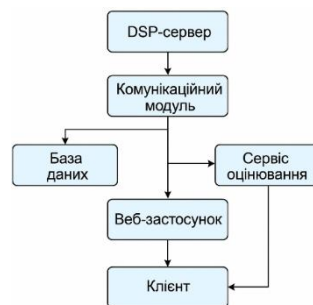 DSP-сервер
Комунікаційний
модуль
База
даних
Сервіс
оцінювання
Веб-застосунок
Клієнт